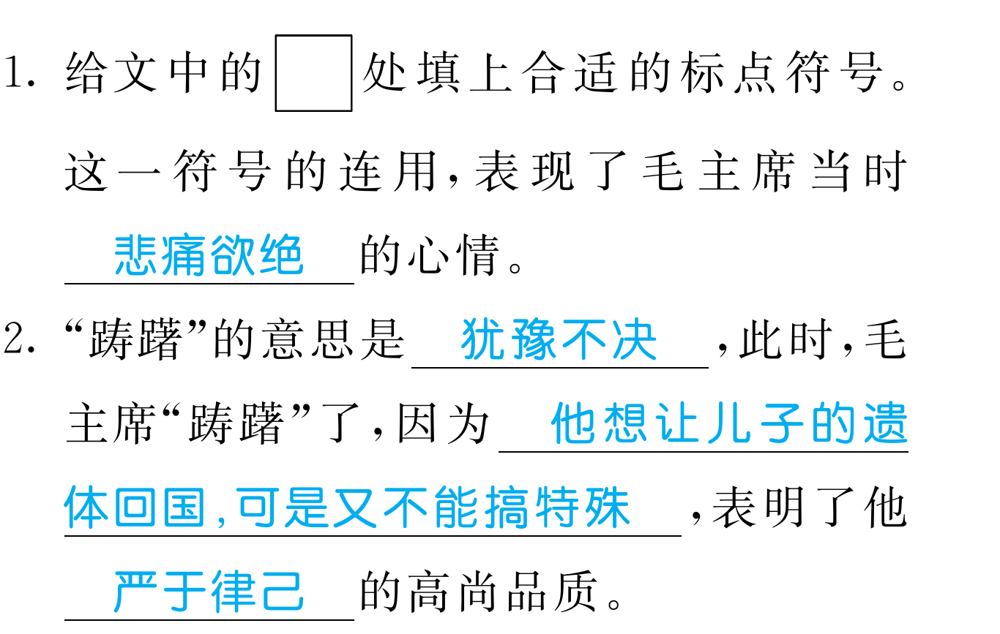 1. 给文中的□处填上合适的标点符号。
这一符号的连用,表现了毛主席当时
悲痛欲绝的心情。
2. “踌躇”的意思是犹豫不决,此时,毛
主席“踌躇”了,因为他想让儿子的遗
体回国,可是又不能搞特殊,表明了他
严于律己的高尚品质。